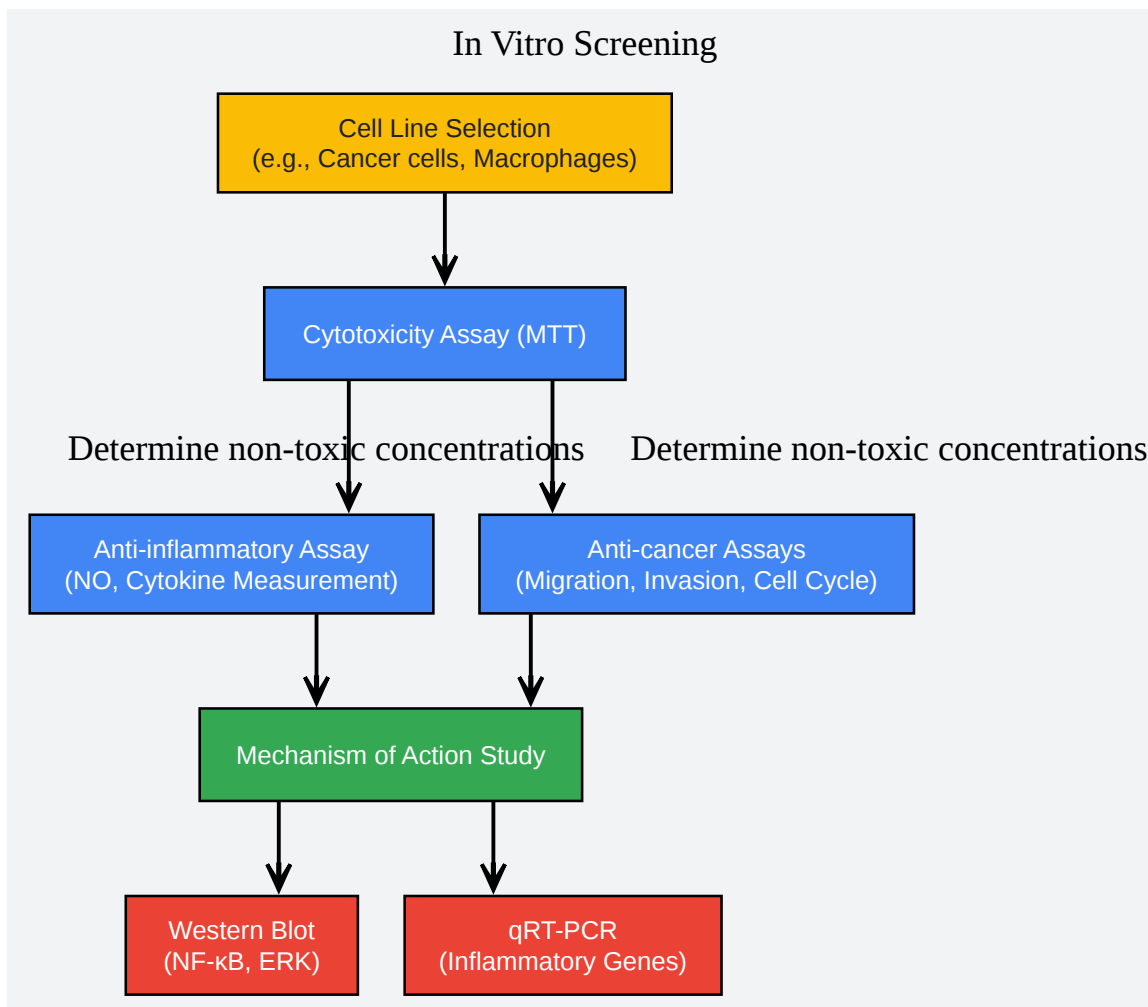 In Vitro Screening
Cell Line Selection
(e.g., Cancer cells, Macrophages)
Cytotoxicity Assay (MTT)
Determine non-toxic concentrations
Determine non-toxic concentrations
Anti-inflammatory Assay
(NO, Cytokine Measurement)
Anti-cancer Assays
(Migration, Invasion, Cell Cycle)
Mechanism of Action Study
Western Blot
(NF-κB, ERK)
qRT-PCR
(Inflammatory Genes)